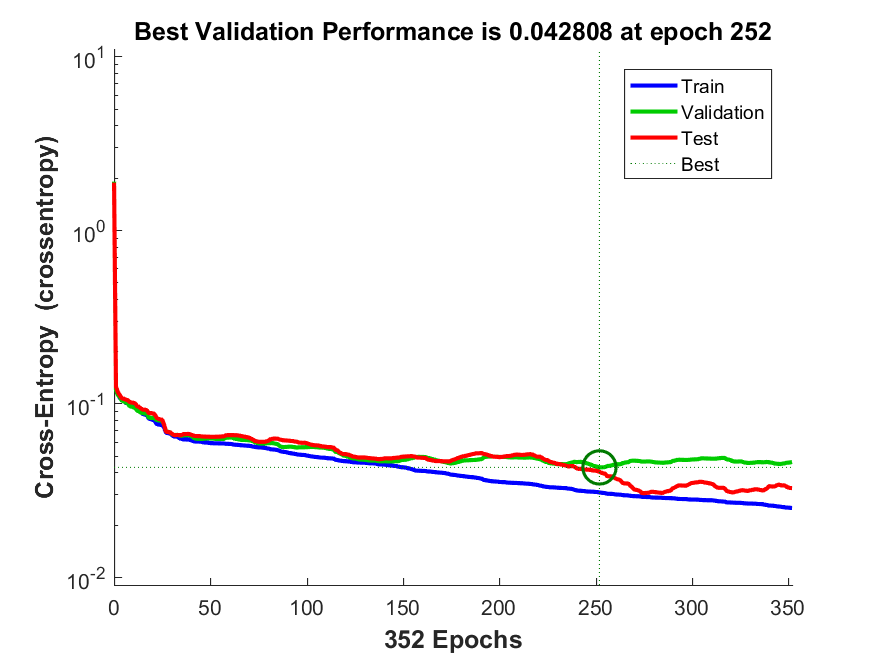 Best Validation Performance is 0.042808 at epoch 252
Cross-Entropy (crossentropy)
10^1
10^0
10^-1
10^-2
Train
Validation
Test
Best
0 50 100 150 200 250 300 350
352 Epochs